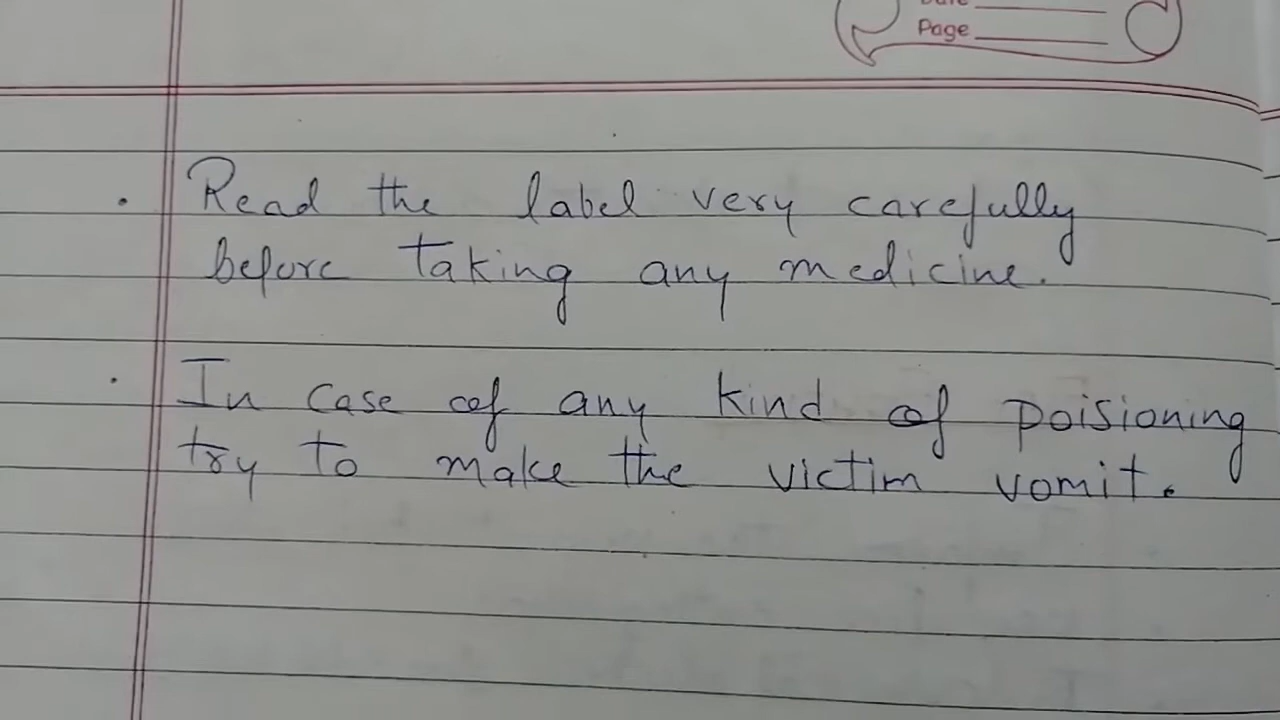 Page
• Read the label very carefully
before taking any medicine.
• In case of any kind of poisioning
try to make the victim vomit.